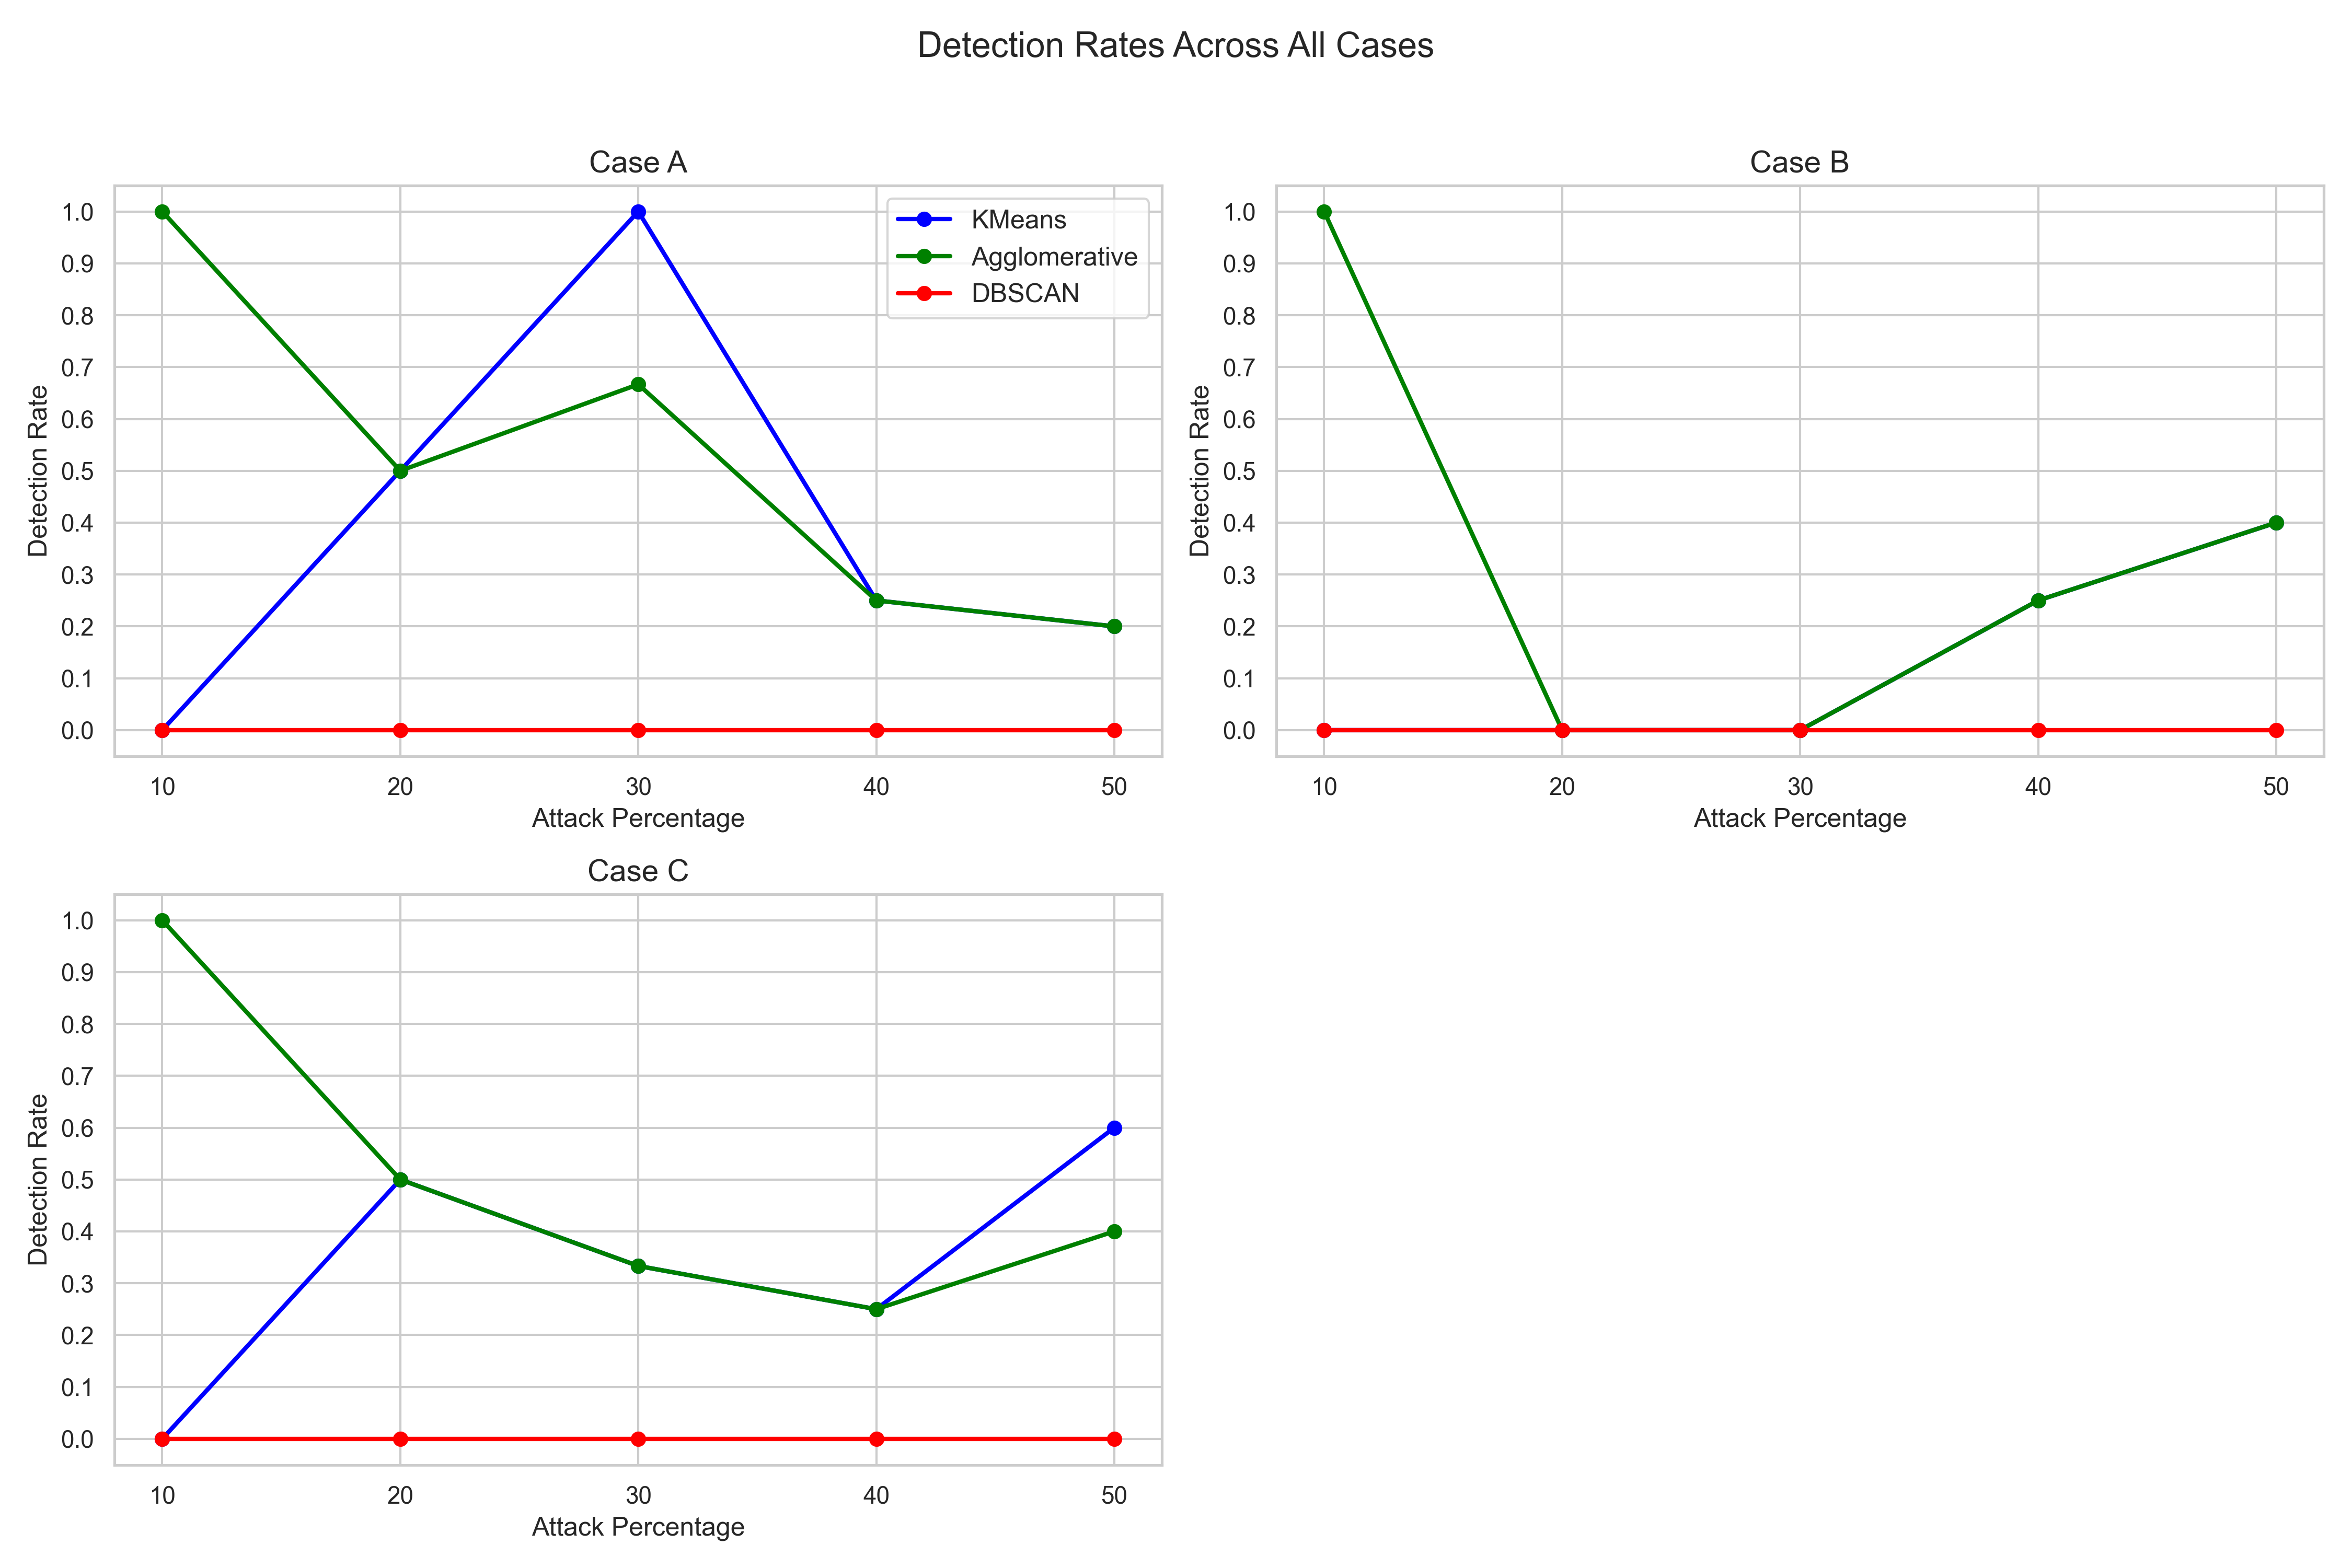 Detection Rates Across All Cases
Case A
1.0
0.9
0.8
0.7
0.6
0.5
0.4
0.3
0.2
0.1
0.0
Detection Rate
KMeans
Agglomerative
DBSCAN
10 20 30 40 50
Attack Percentage
Case B
1.0
0.9
0.8
0.7
0.6
0.5
0.4
0.3
0.2
0.1
0.0
Detection Rate
10 20 30 40 50
Attack Percentage
Case C
1.0
0.9
0.8
0.7
0.6
0.5
0.4
0.3
0.2
0.1
0.0
Detection Rate
10 20 30 40 50
Attack Percentage